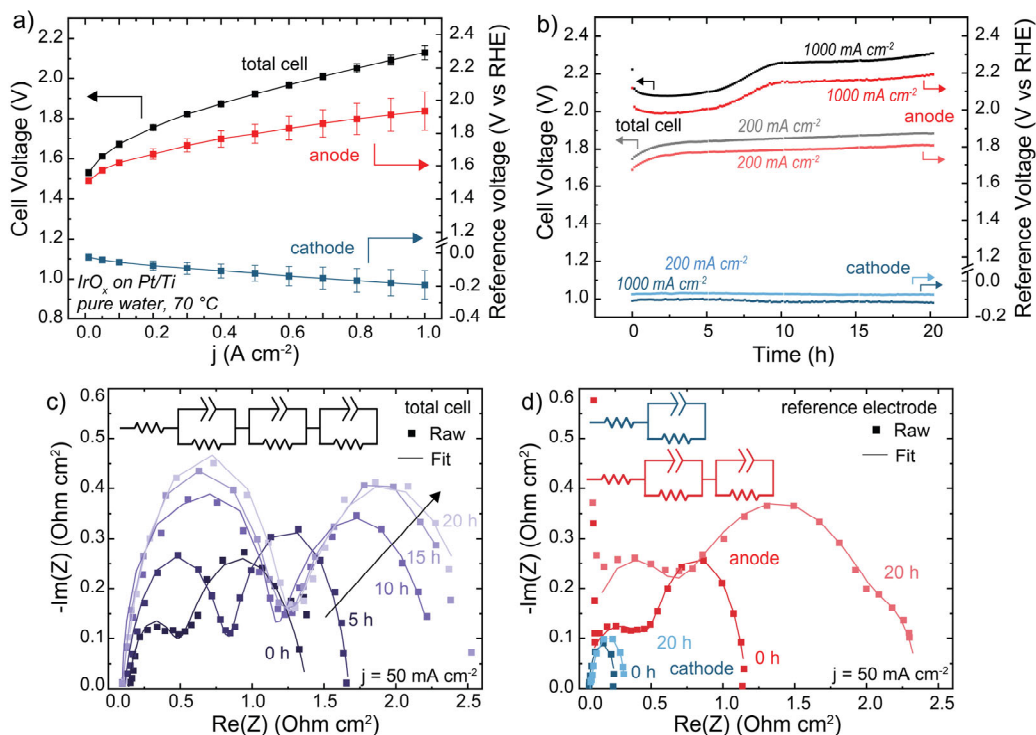 a)
2.2
2.0
1.8
1.6
1.4
1.2
1.0
0.8
Cell Voltage (V)
total cell
anode
cathode
IrOₓ on Pt/Ti
pure water, 70 °C
0.0
0.2
0.4
0.6
0.8
1.0
j (A cm⁻²)
2.4
2.2
2.0
1.8
1.6
1.4
1.2
0.0
-0.2
-0.4
Reference voltage (V vs RHE)
b)
2.4
2.2
2.0
1.8
1.6
1.4
1.2
1.0
Cell Voltage (V)
1000 mA cm⁻²
1000 mA cm⁻²
total cell
anode
200 mA cm⁻²
200 mA cm⁻²
200 mA cm⁻²
cathode
1000 mA cm⁻²
0
5
10
15
20
Time (h)
2.4
2.2
2.0
1.8
1.6
1.4
1.2
0.0
-0.2
Reference Voltage (V vs RHE)
c)
total cell
Raw
Fit
0.6
0.5
0.4
0.3
0.2
0.1
0.0
-Im(Z) (Ohm cm²)
20 h
15 h
10 h
5 h
0 h
j = 50 mA cm⁻²
0.0
0.5
1.0
1.5
2.0
2.5
Re(Z) (Ohm cm²)
d)
reference electrode
Raw
Fit
0.6
0.5
0.4
0.3
0.2
0.1
0.0
-Im(Z) (Ohm cm²)
anode
20 h
20 h
0 h
cathode
0 h
j = 50 mA cm⁻²
0.0
0.5
1.0
1.5
2.0
2.5
Re(Z) (Ohm cm²)